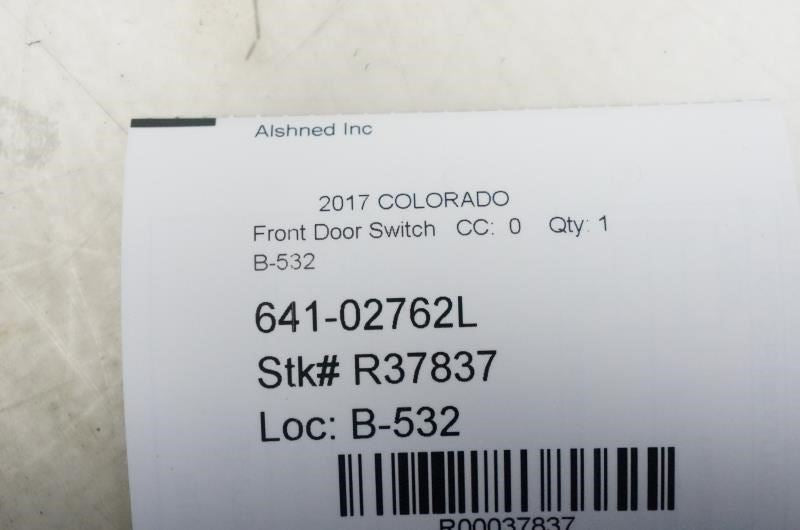 Alshned Inc
2017 COLORADO
Front Door Switch CC: 0 Qty: 1
B-532
641-02762L
Stk# R37837
Loc: B-532
R00037837